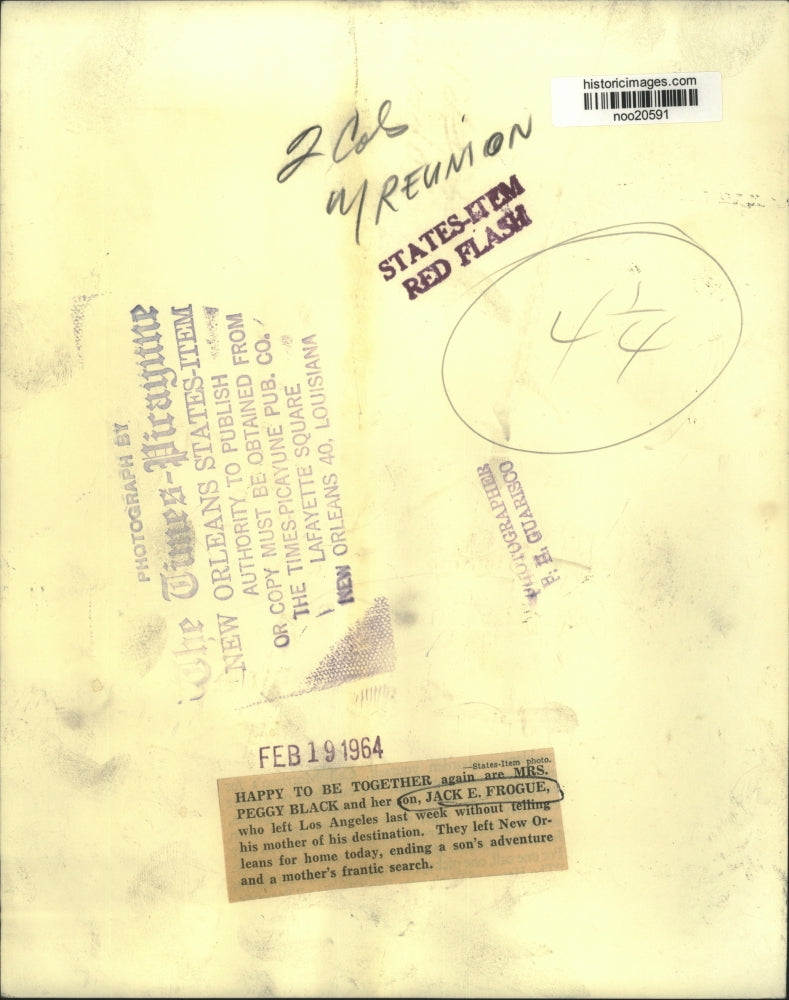 historicimages.com
noo20591
2 Cols
W/ REUNION
STATES-ITEM
RED FLASH
4 1/4
PHOTOGRAPH BY
The Times-Picayune
NEW ORLEANS STATES-ITEM
AUTHORITY TO PUBLISH
OR COPY MUST BE OBTAINED FROM
THE TIMES-PICAYUNE PUB. CO.
LAFAYETTE SQUARE
NEW ORLEANS 40, LOUISIANA
PHOTOGRAPHER
P. H. GUARISCO
FEB 19 1964
—States-Item photo.
HAPPY TO BE TOGETHER again are MRS.
PEGGY BLACK and her son, JACK E. FROGUE,
who left Los Angeles last week without telling
his mother of his destination. They left New Or-
leans for home today, ending a son's adventure
and a mother's frantic search.